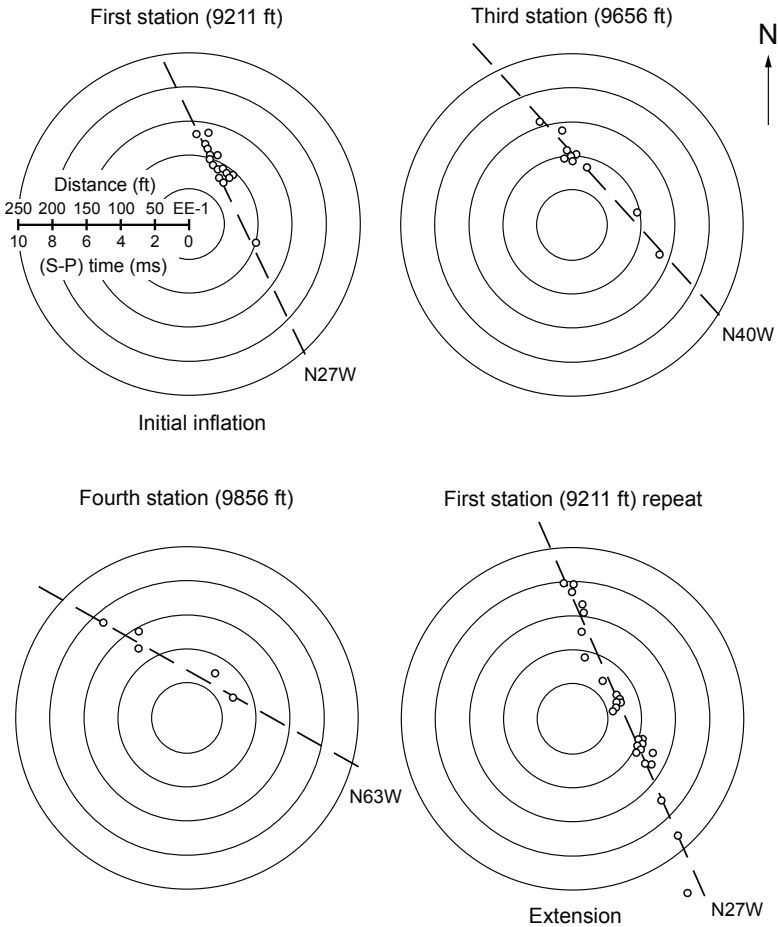 First station (9211 ft)
Third station (9656 ft)
N
Distance (ft)
250 200 150 100 50 EE-1
10 8 6 4 2 0
(S-P) time (ms)
N27W
N40W
Initial inflation
Fourth station (9856 ft)
First station (9211 ft) repeat
N63W
N27W
Extension